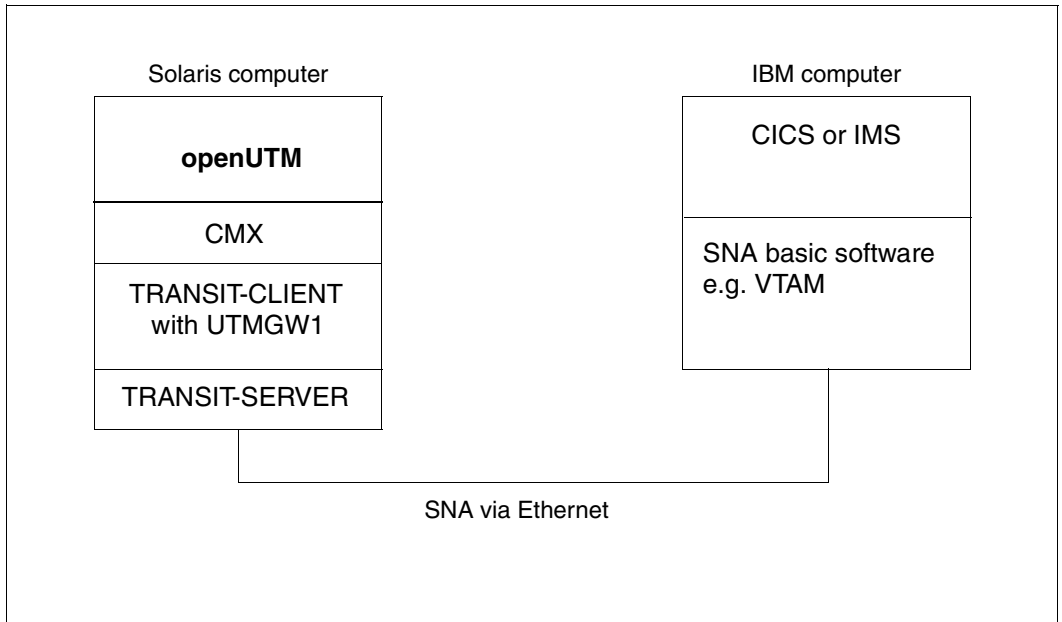 Solaris computer
openUTM
CMX
TRANSIT-CLIENT
with UTMGW1
TRANSIT-SERVER
IBM computer
CICS or IMS
SNA basic software
e.g. VTAM
SNA via Ethernet